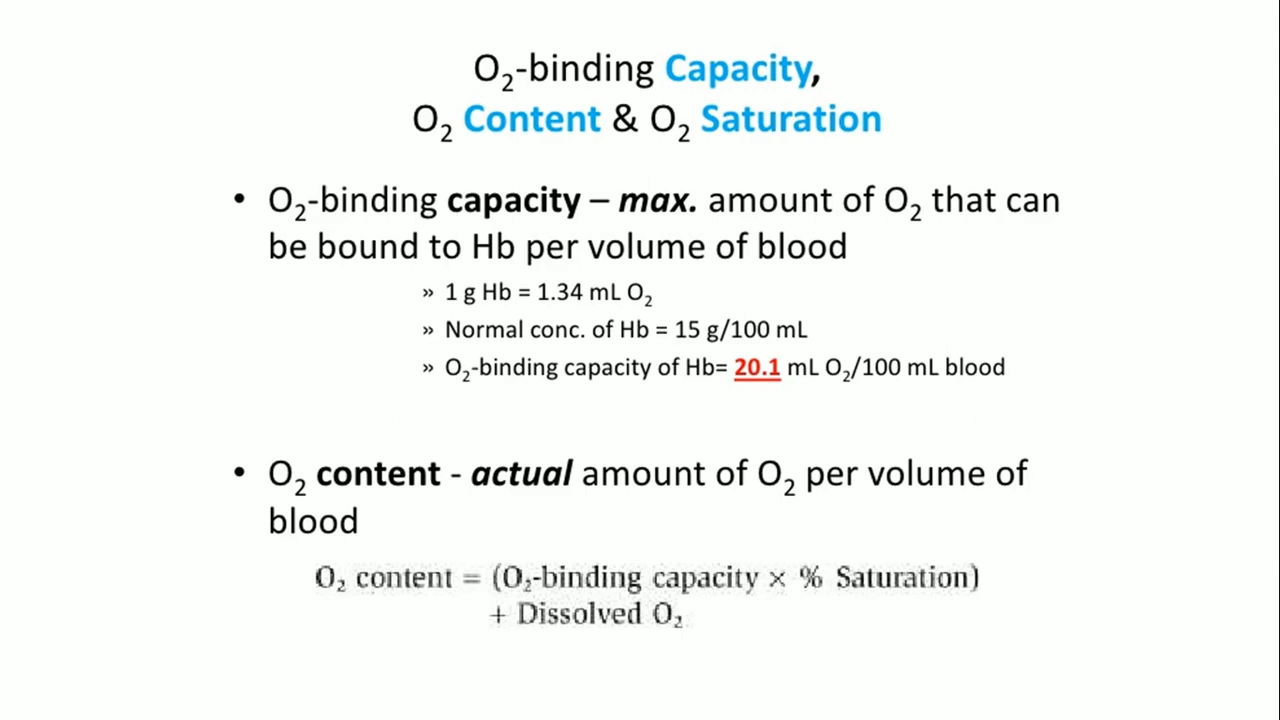 O₂-binding Capacity,
O₂ Content & O₂ Saturation
• O₂-binding capacity – max. amount of O₂ that can
be bound to Hb per volume of blood
» 1 g Hb = 1.34 mL O₂
» Normal conc. of Hb = 15 g/100 mL
» O₂-binding capacity of Hb= 20.1 mL O₂/100 mL blood
• O₂ content - actual amount of O₂ per volume of
blood
O₂ content = (O₂-binding capacity × % Saturation)
+ Dissolved O₂